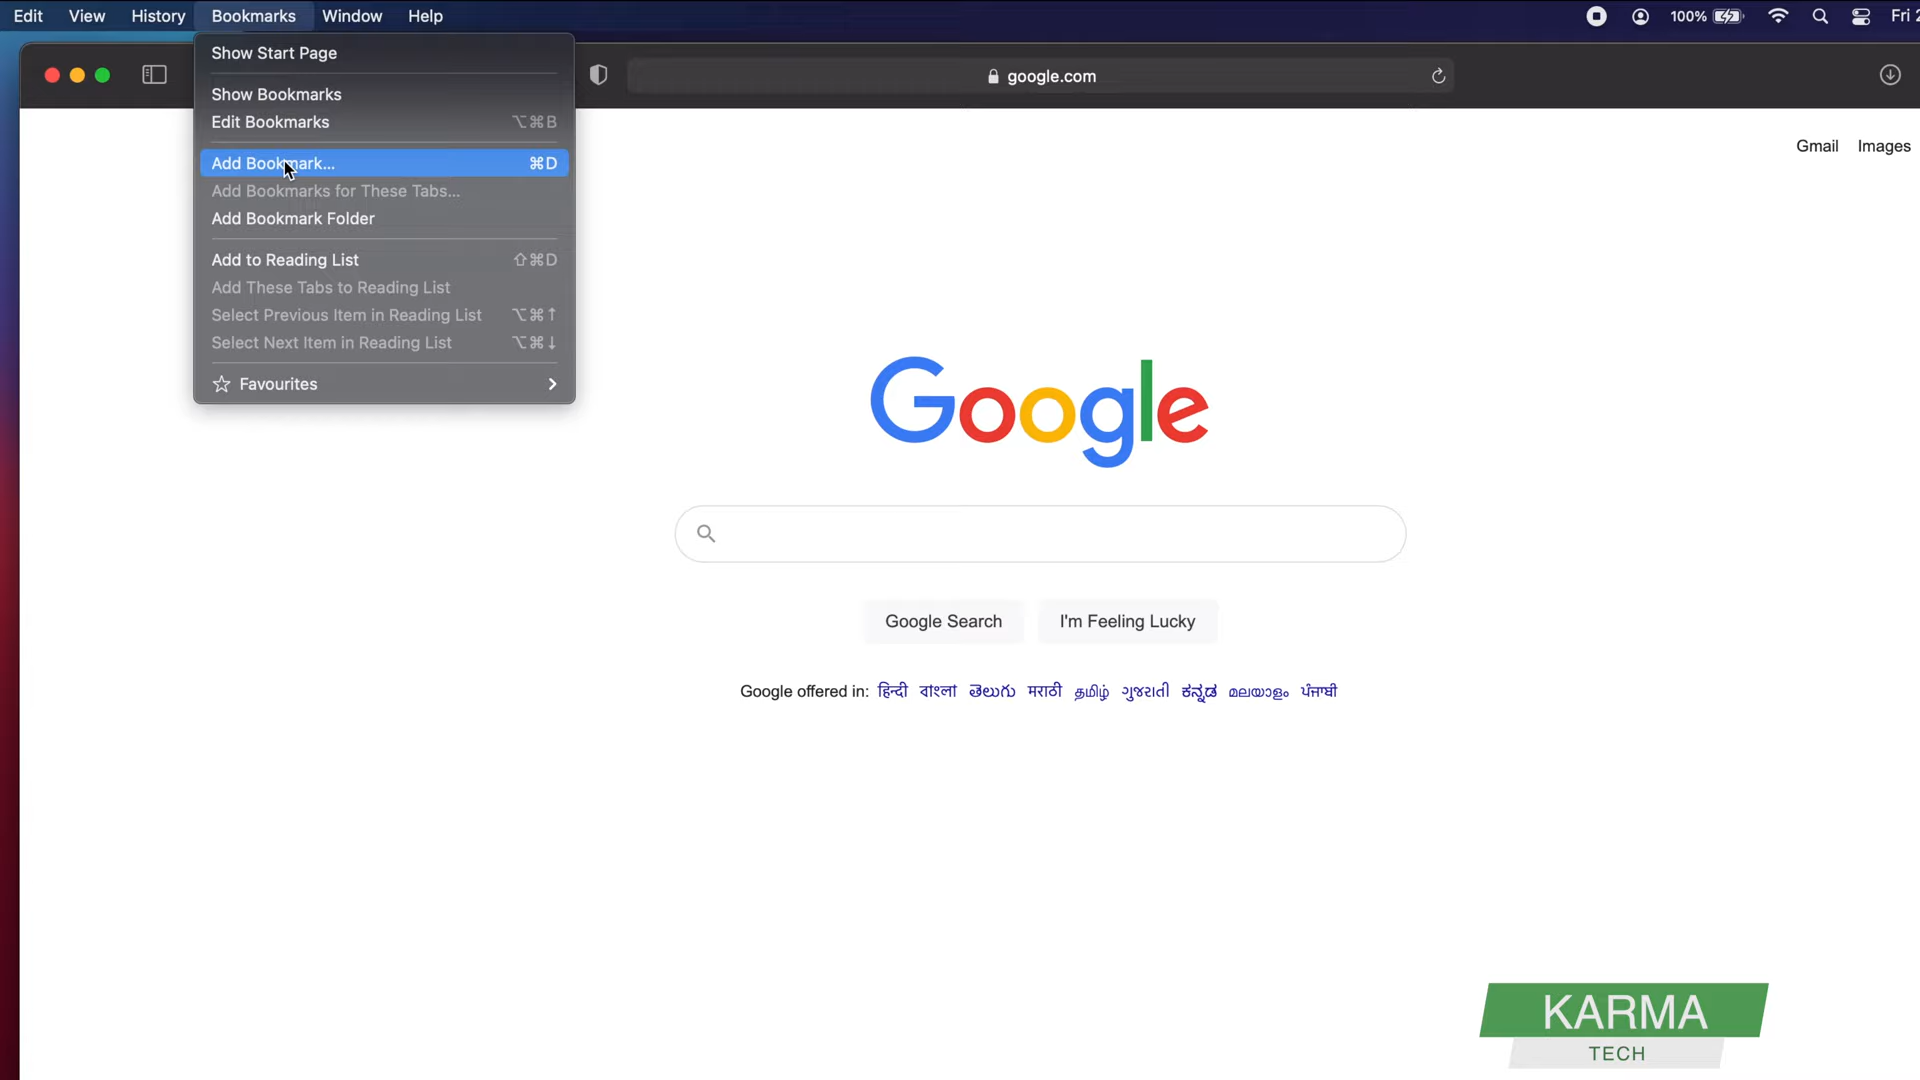 Edit View History Bookmarks Window Help 100% Fri
Show Start Page
google.com
Show Bookmarks
Edit Bookmarks ⌥⌘B
Gmail Images
Add Bookmark... ⌘D
Add Bookmarks for These Tabs...
Add Bookmark Folder
Add to Reading List ⇧⌘D
Add These Tabs to Reading List
Select Previous Item in Reading List ⌥⌘↑
Select Next Item in Reading List ⌥⌘↓
Favourites
Google
Google Search I'm Feeling Lucky
Google offered in: हिन्दी বাংলা తెలుగు मराठी தமிழ் ગુજરાતી ಕನ್ನಡ മലയാളം ਪੰਜਾਬੀ
KARMA
TECH